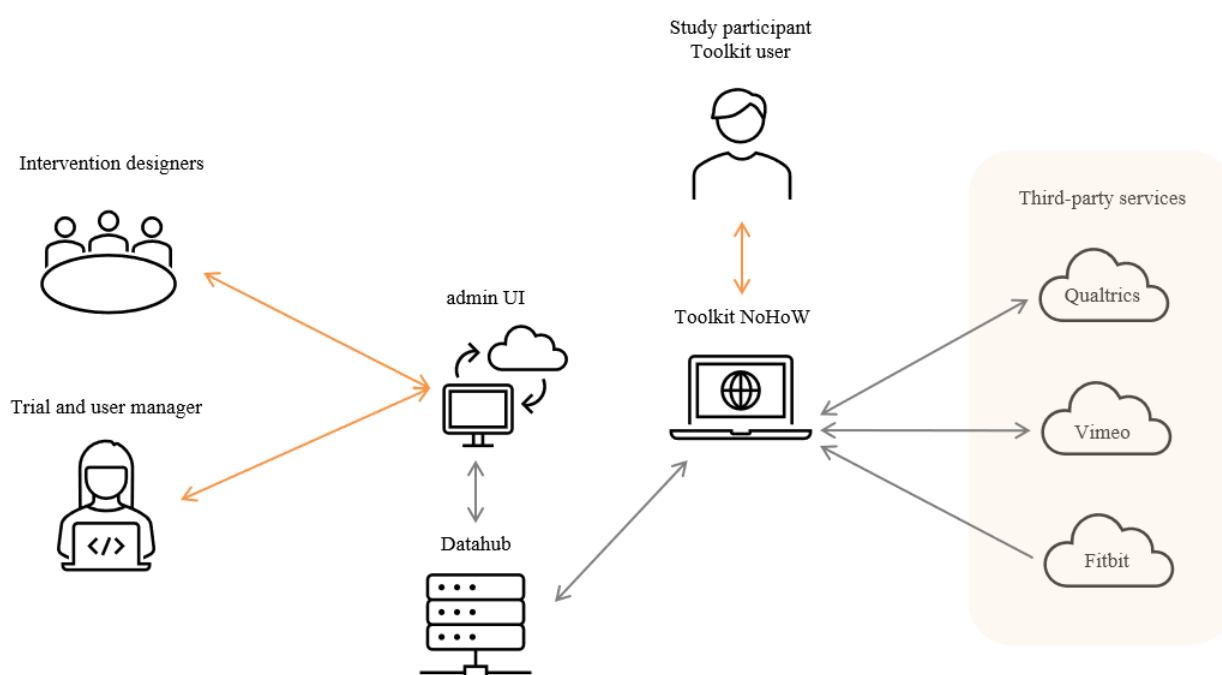 Study participant
Toolkit user
Intervention designers
Third-party services
admin UI
Toolkit NoHoW
Qualtrics
Trial and user manager
Vimeo
</>
Datahub
Fitbit